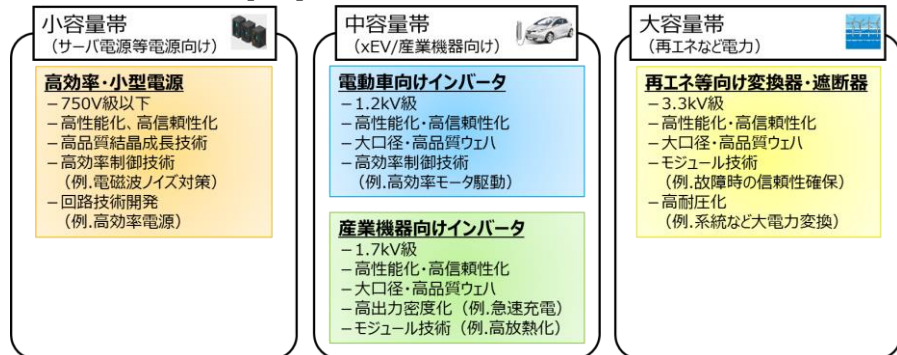 小容量帯
（サーバ電源等電源向け）
高効率・小型電源
－750V級以下
－高性能化、高信頼性化
－高品質結晶成長技術
－高効率制御技術
（例.電磁波ノイズ対策）
－回路技術開発
（例.高効率電源）
中容量帯
（xEV/産業機器向け）
電動車向けインバータ
－1.2kV級
－高性能化・高信頼性化
－大口径・高品質ウェハ
－高効率制御技術
（例.高効率モータ駆動）
産業機器向けインバータ
－1.7kV級
－高性能化・高信頼性化
－大口径・高品質ウェハ
－高出力密度化（例.急速充電）
－モジュール技術（例.高放熱化）
大容量帯
（再エネなど電力）
再エネ等向け変換器・遮断器
－3.3kV級
－高性能化・高信頼性化
－大口径・高品質ウェハ
－モジュール技術
（例.故障時の信頼性確保）
－高耐圧化
（例.系統など大電力変換）